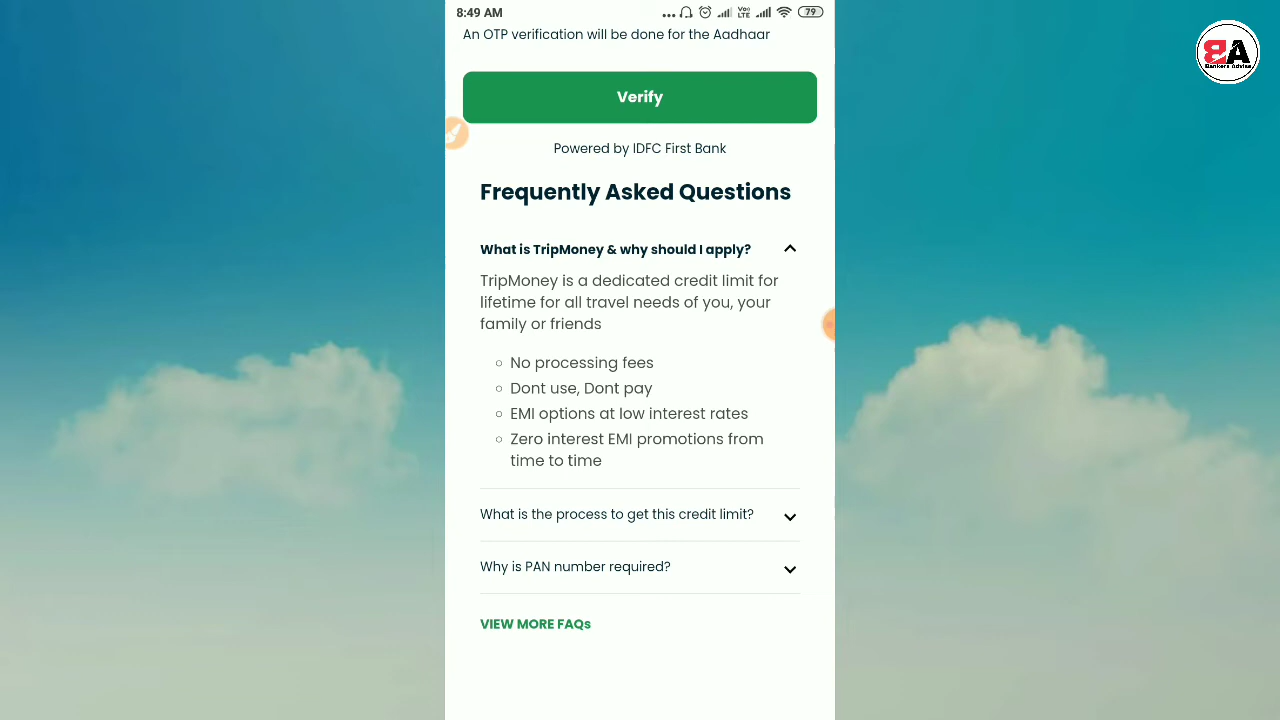 8:49 AM
Vo)
LTE
79
BA
Bankers Advise
An OTP verification will be done for the Aadhaar
Verify
Powered by IDFC First Bank
Frequently Asked Questions
What is TripMoney & why should I apply?
TripMoney is a dedicated credit limit for
lifetime for all travel needs of you, your
family or friends
No processing fees
Dont use, Dont pay
EMI options at low interest rates
Zero interest EMI promotions from
time to time
What is the process to get this credit limit?
Why is PAN number required?
VIEW MORE FAQs